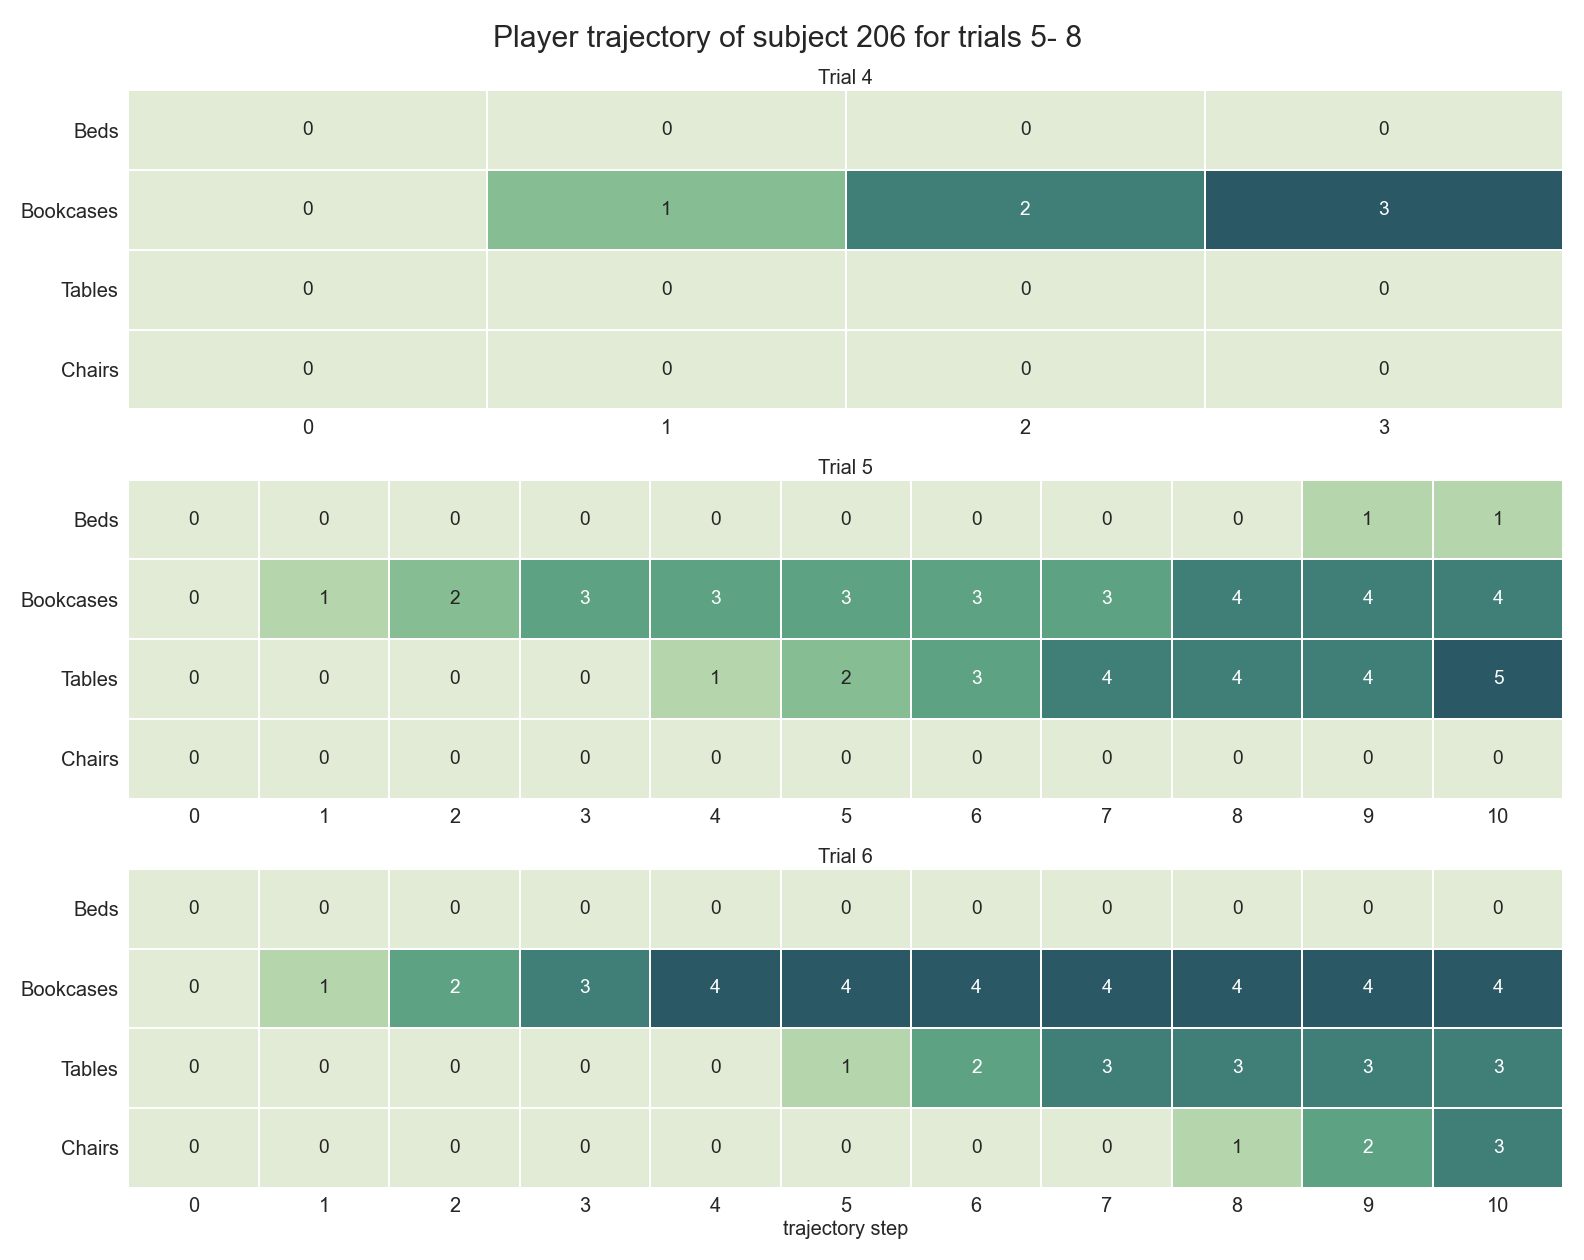 Player trajectory of subject 206 for trials 5- 8
Trial 4
Beds 0 0 0 0
Bookcases 0 1 2 3
Tables 0 0 0 0
Chairs 0 0 0 0
0 1 2 3
Trial 5
Beds 0 0 0 0 0 0 0 0 0 1 1
Bookcases 0 1 2 3 3 3 3 3 4 4 4
Tables 0 0 0 0 1 2 3 4 4 4 5
Chairs 0 0 0 0 0 0 0 0 0 0 0
0 1 2 3 4 5 6 7 8 9 10
Trial 6
Beds 0 0 0 0 0 0 0 0 0 0 0
Bookcases 0 1 2 3 4 4 4 4 4 4 4
Tables 0 0 0 0 0 1 2 3 3 3 3
Chairs 0 0 0 0 0 0 0 0 1 2 3
0 1 2 3 4 5 6 7 8 9 10
trajectory step